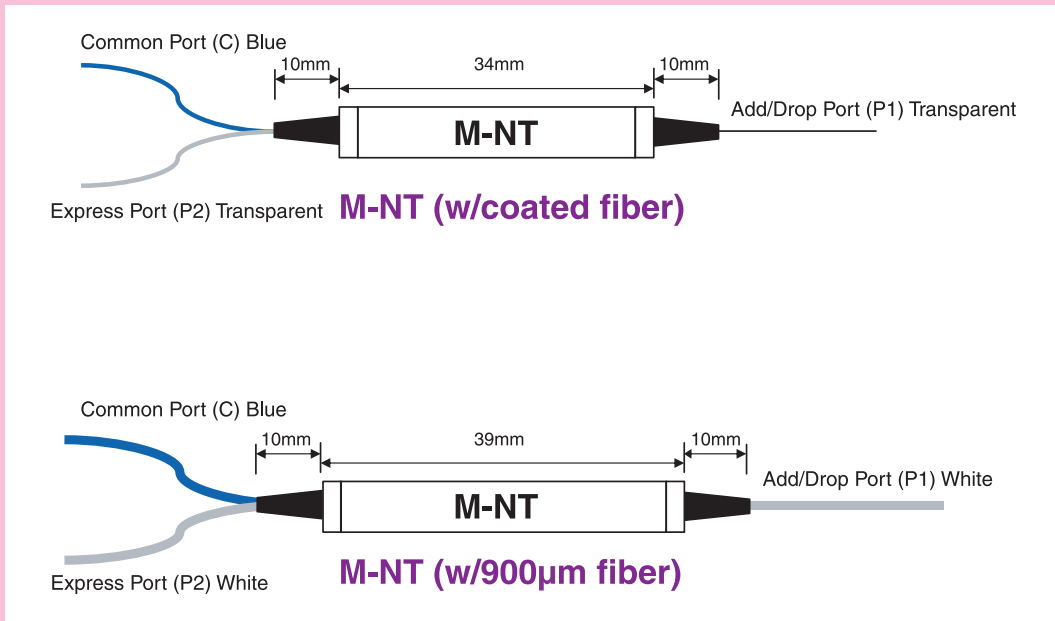 Common Port (C) Blue
10mm
34mm
10mm
Add/Drop Port (P1) Transparent
M-NT
Express Port (P2) Transparent
M-NT (w/coated fiber)
Common Port (C) Blue
10mm
39mm
10mm
Add/Drop Port (P1) White
M-NT
Express Port (P2) White
M-NT (w/900µm fiber)